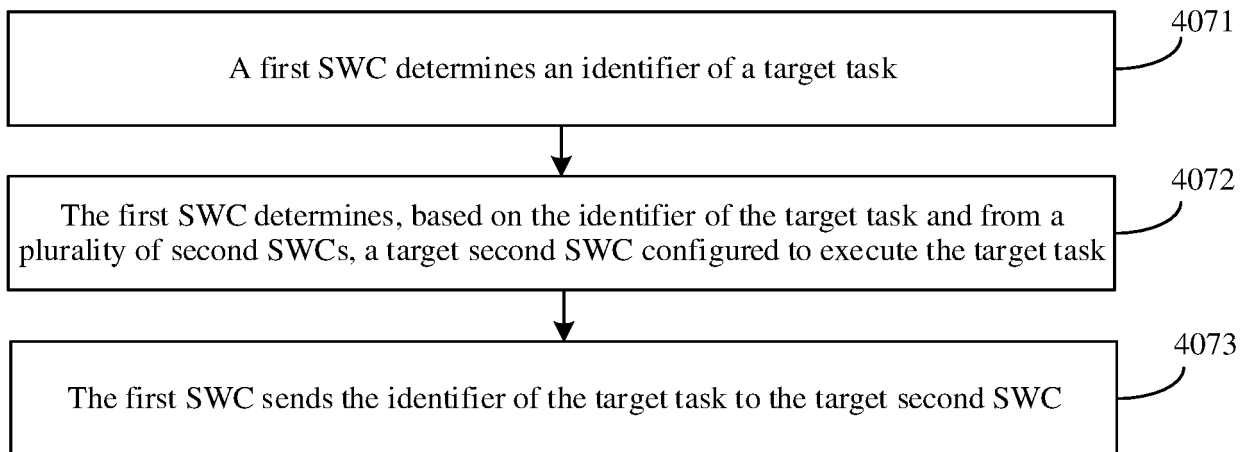 4071
A first SWC determines an identifier of a target task
4072
The first SWC determines, based on the identifier of the target task and from a
plurality of second SWCs, a target second SWC configured to execute the target task
4073
The first SWC sends the identifier of the target task to the target second SWC